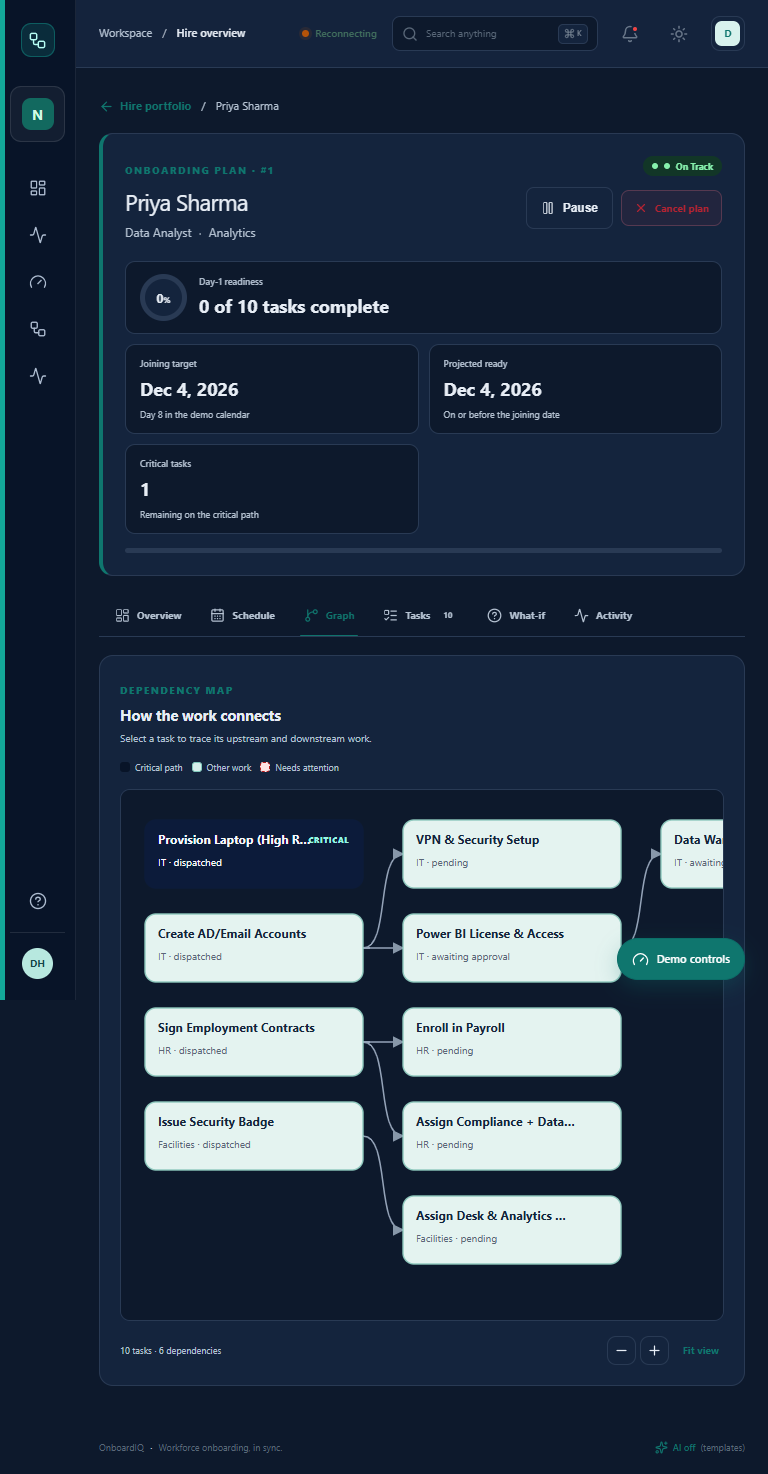 Workspace / Hire overview
Reconnecting
Search anything
⌘ K
D
N
Hire portfolio / Priya Sharma
ONBOARDING PLAN · #1
On Track
Priya Sharma
Pause
Cancel plan
Data Analyst · Analytics
0%
Day-1 readiness
0 of 10 tasks complete
Joining target
Dec 4, 2026
Day 8 in the demo calendar
Projected ready
Dec 4, 2026
On or before the joining date
Critical tasks
1
Remaining on the critical path
Overview
Schedule
Graph
Tasks 10
What-if
Activity
DEPENDENCY MAP
How the work connects
Select a task to trace its upstream and downstream work.
Critical path
Other work
Needs attention
Provision Laptop (High R...
CRITICAL
IT · dispatched
VPN & Security Setup
IT · pending
Data Wa
IT · awaiting
Create AD/Email Accounts
IT · dispatched
Power BI License & Access
IT · awaiting approval
Demo controls
DH
Sign Employment Contracts
HR · dispatched
Enroll in Payroll
HR · pending
Issue Security Badge
Facilities · dispatched
Assign Compliance + Data...
HR · pending
Assign Desk & Analytics ...
Facilities · pending
10 tasks · 6 dependencies
Fit view
OnboardIQ · Workforce onboarding, in sync.
AI off (templates)